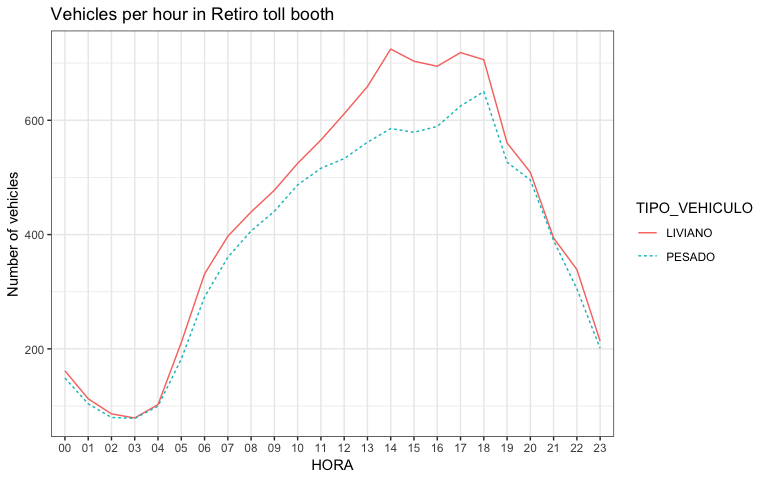 Vehicles per hour in Retiro toll booth
Number of vehicles
600
400
200
00 01 02 03 04 05 06 07 08 09 10 11 12 13 14 15 16 17 18 19 20 21 22 23
HORA
TIPO_VEHICULO
LIVIANO
PESADO